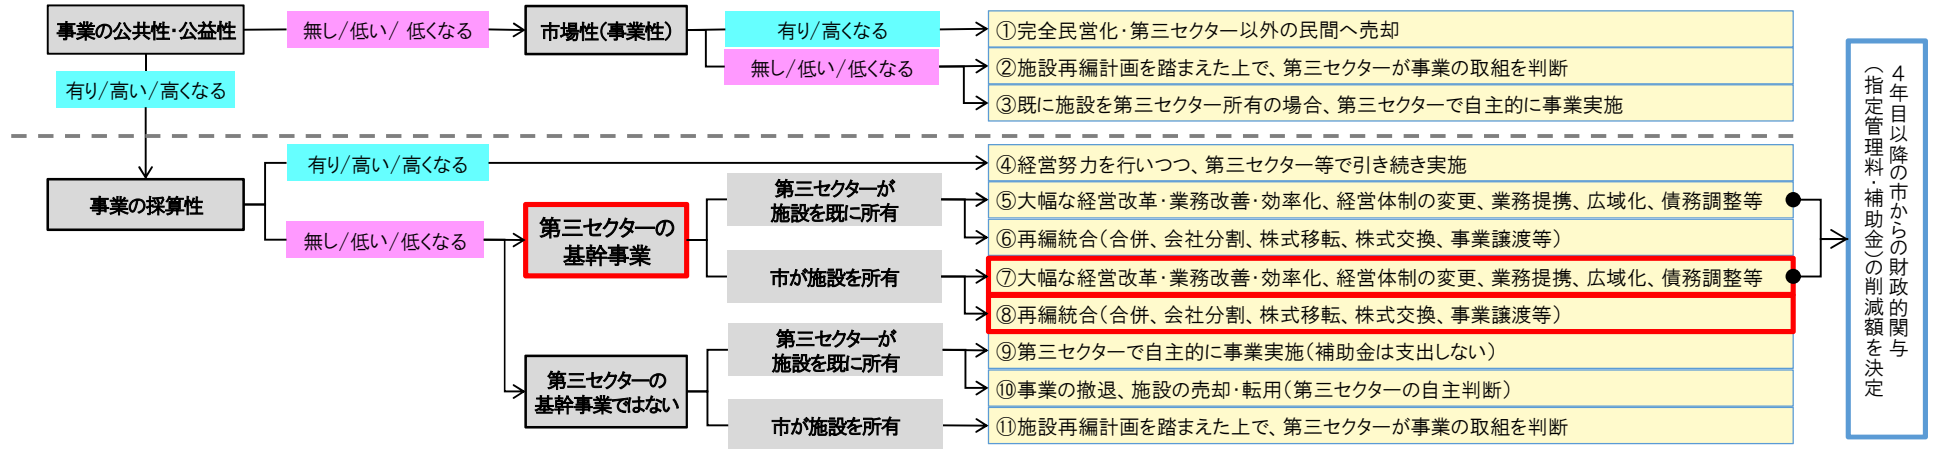 事業の公共性・公益性
無し/低い/ 低くなる
市場性(事業性)
有り/高くなる
①完全民営化・第三セクター以外の民間へ売却
無し/低い/低くなる
②施設再編計画を踏まえた上で、第三セクターが事業の取組を判断
③既に施設を第三セクター所有の場合、第三セクターで自主的に事業実施
有り/高い/高くなる
事業の採算性
有り/高い/高くなる
④経営努力を行いつつ、第三セクター等で引き続き実施
無し/低い/低くなる
第三セクターの
基幹事業
第三セクターが
施設を既に所有
⑤大幅な経営改革・業務改善・効率化、経営体制の変更、業務提携、広域化、債務調整等
⑥再編統合(合併、会社分割、株式移転、株式交換、事業譲渡等)
市が施設を所有
⑦大幅な経営改革・業務改善・効率化、経営体制の変更、業務提携、広域化、債務調整等
⑧再編統合(合併、会社分割、株式移転、株式交換、事業譲渡等)
第三セクターの
基幹事業ではない
第三セクターが
施設を既に所有
⑨第三セクターで自主的に事業実施(補助金は支出しない)
⑩事業の撤退、施設の売却・転用(第三セクターの自主判断)
市が施設を所有
⑪施設再編計画を踏まえた上で、第三セクターが事業の取組を判断
4年目以降の市からの財政的関与
(指定管理料・補助金)の削減額を決定